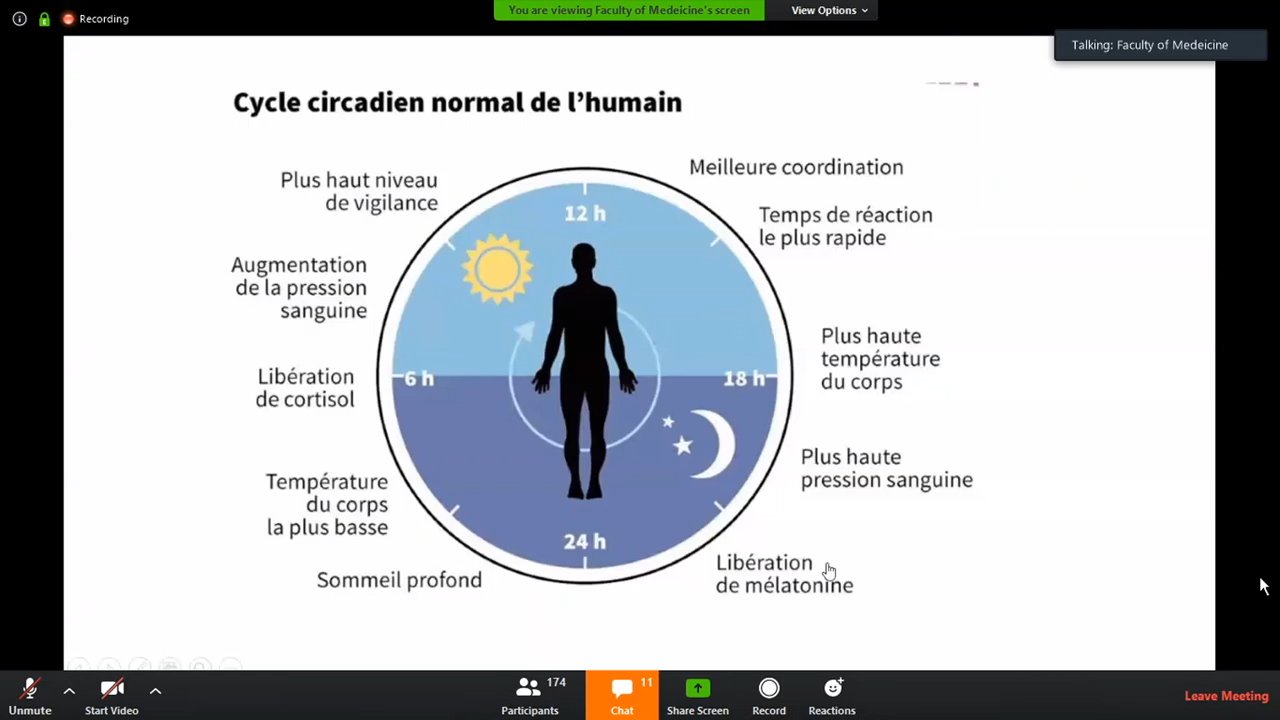 Recording
You are viewing Faculty of Medeicine's screen
View Options
Talking: Faculty of Medeicine
Cycle circadien normal de l'humain
Plus haut niveau
de vigilance
Augmentation
de la pression
sanguine
Libération
de cortisol
Température
du corps
la plus basse
Sommeil profond
12 h
6 h
18 h
24 h
Meilleure coordination
Temps de réaction
le plus rapide
Plus haute
température
du corps
Plus haute
pression sanguine
Libération
de mélatonine
Unmute
Start Video
174
Participants
11
Chat
Share Screen
Record
Reactions
Leave Meeting